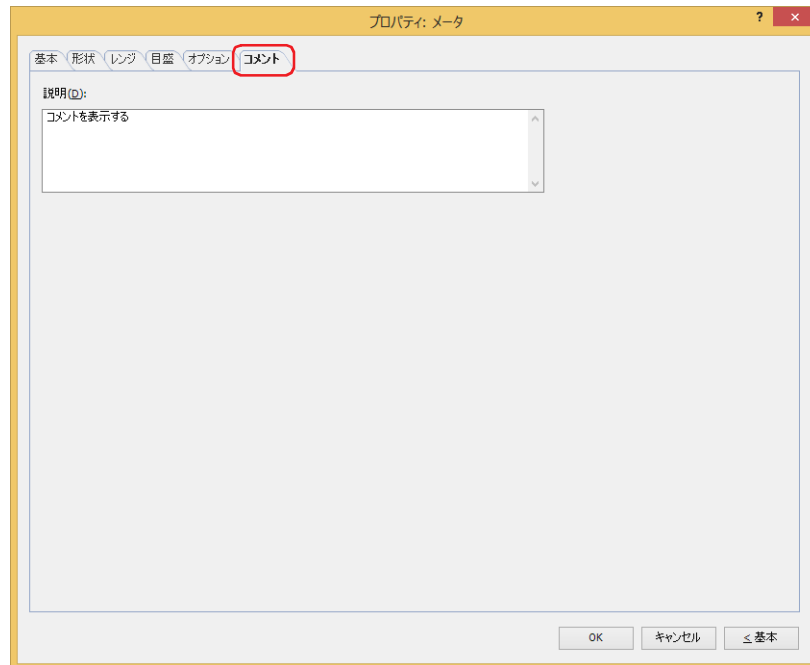 プロパティ: メータ
? ×
基本 形状 レンジ 目盛 オプション コメント
説明(D):
コメントを表示する
OK キャンセル < 基本